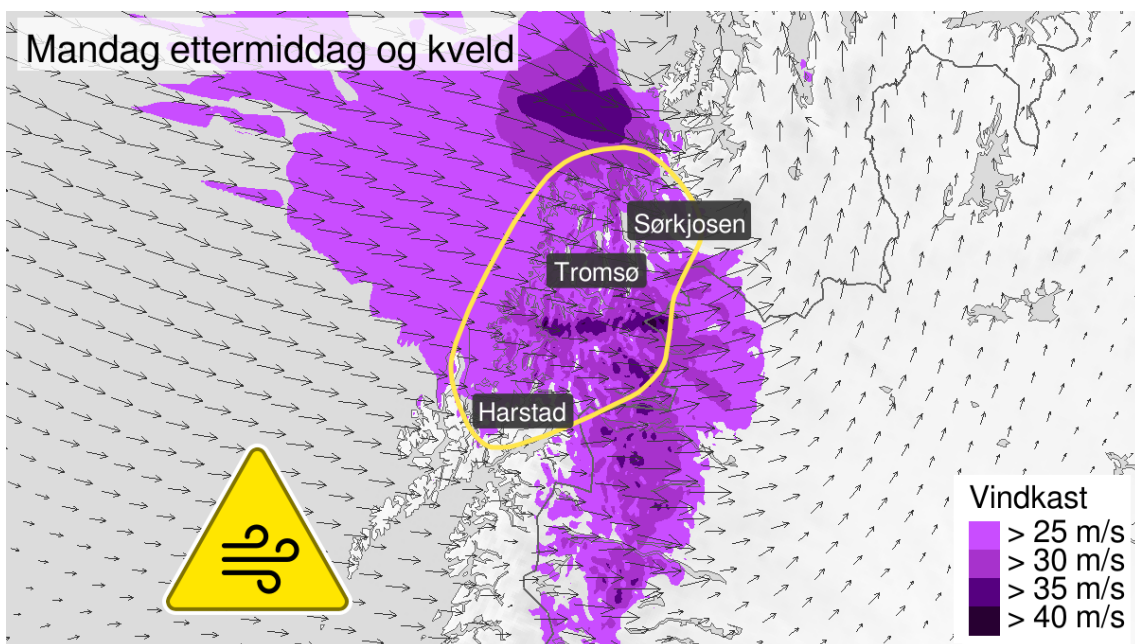 Mandag ettermiddag og kveld
Sørkjosen
Tromsø
Harstad
Vindkast
> 25 m/s
> 30 m/s
> 35 m/s
> 40 m/s